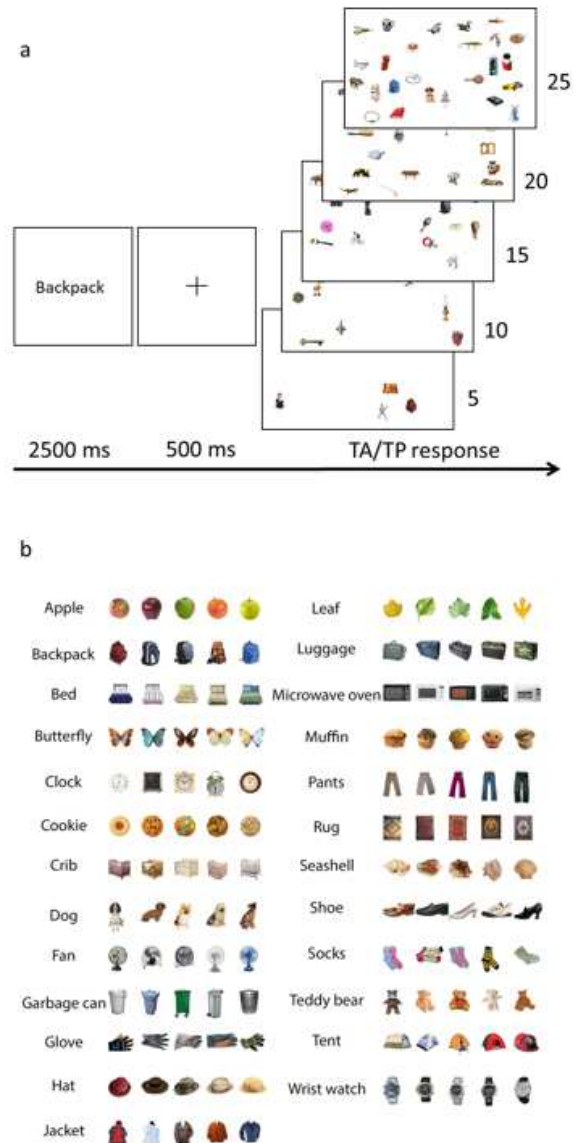 a
25
20
15
10
5
Backpack
2500 ms
500 ms
TA/TP response
b
Apple
Backpack
Bed
Butterfly
Clock
Cookie
Crib
Dog
Fan
Garbage can
Glove
Hat
Jacket
Leaf
Luggage
Microwave oven
Muffin
Pants
Rug
Seashell
Shoe
Socks
Teddy bear
Tent
Wrist watch